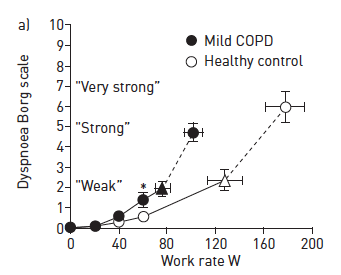 a)
10
9
8
7
6
5
4
3
2
1
0
Dyspnoea Borg scale
Mild COPD
Healthy control
"Very strong”
"Strong”
"Weak”
*
0 40 80 120 160 200
Work rate W